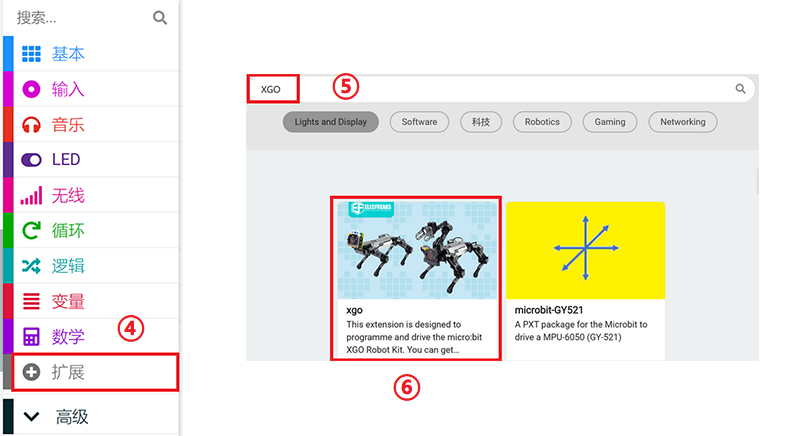 搜索...
基本
输入
音乐
LED
无线
循环
逻辑
变量
④
数学
扩展
高级
XGO
⑤
Lights and Display
Software
科技
Robotics
Gaming
Networking
ELECFREAKS
xgo
This extension is designed to
programme and drive the micro:bit
XGO Robot Kit. You can get...
microbit-GY521
A PXT package for the Microbit to
drive a MPU-6050 (GY-521)
⑥